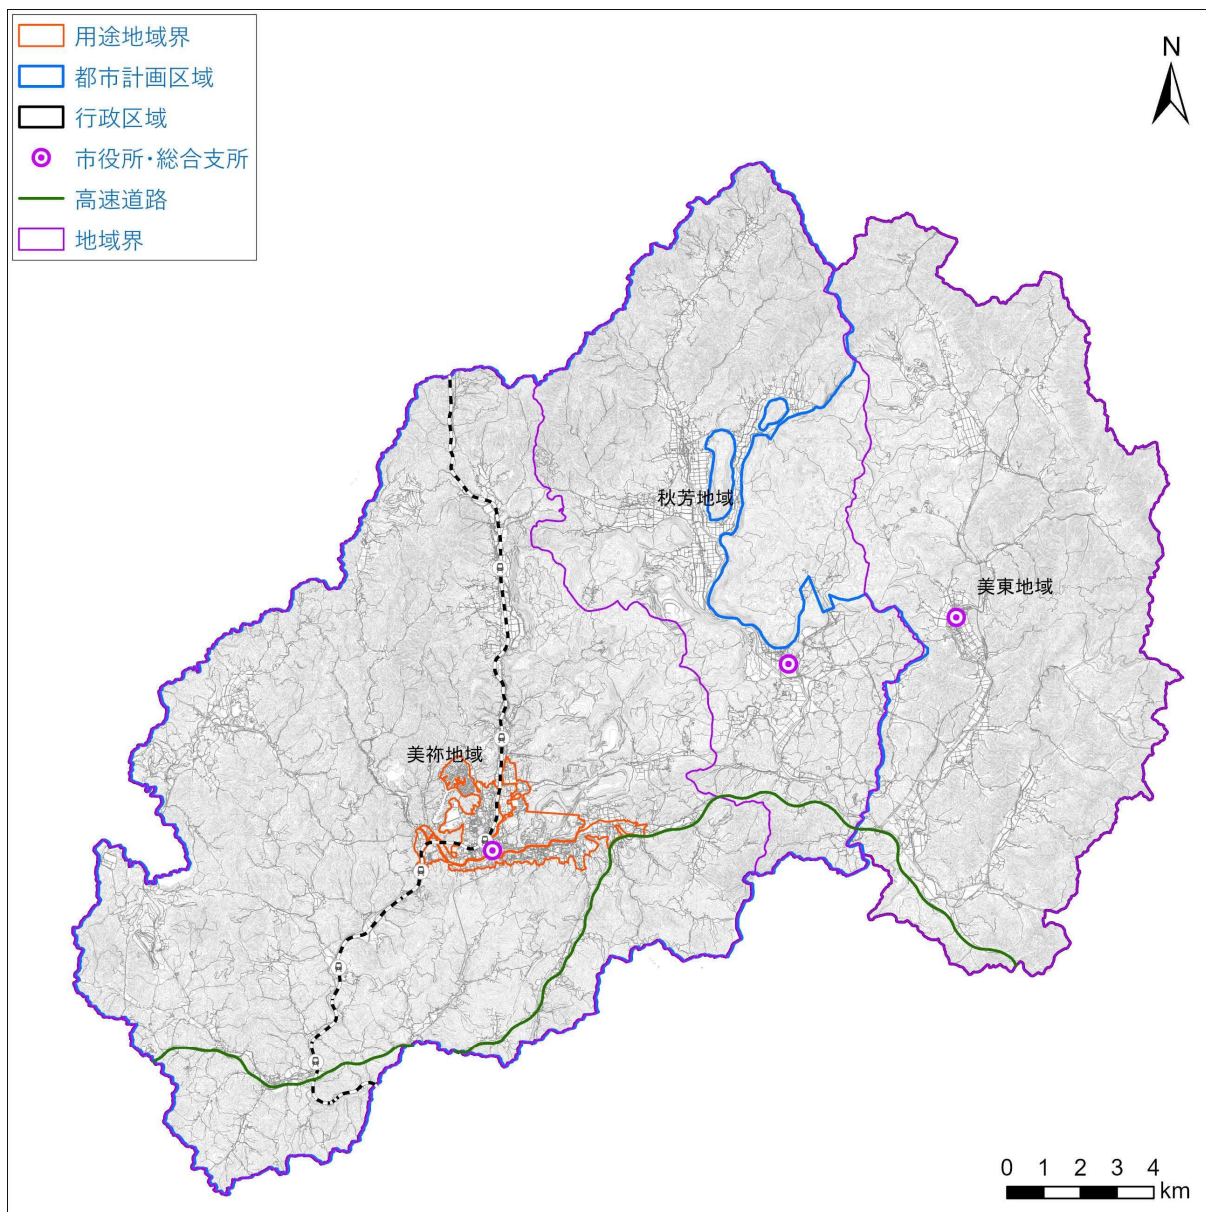 用途地域界
都市計画区域
行政区域
市役所・総合支所
高速道路
地域界
N
秋芳地域
美東地域
美祢地域
0 1 2 3 4
km